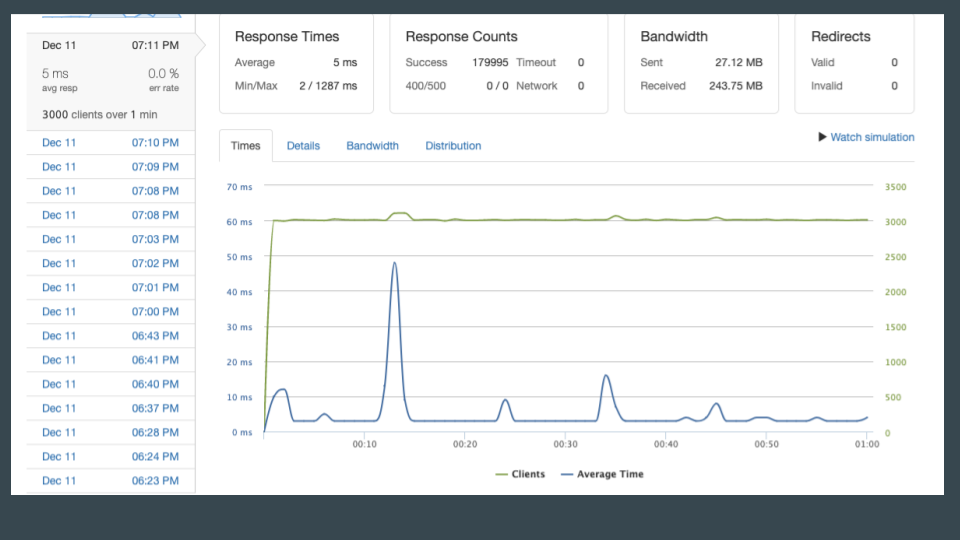 Dec 11 07:11 PM
5 ms 0.0 %
avg resp err rate
3000 clients over 1 min
Dec 11 07:10 PM
Dec 11 07:09 PM
Dec 11 07:08 PM
Dec 11 07:08 PM
Dec 11 07:03 PM
Dec 11 07:02 PM
Dec 11 07:01 PM
Dec 11 07:00 PM
Dec 11 06:43 PM
Dec 11 06:41 PM
Dec 11 06:40 PM
Dec 11 06:37 PM
Dec 11 06:28 PM
Dec 11 06:24 PM
Dec 11 06:23 PM
Response Times
Average 5 ms
Min/Max 2 / 1287 ms
Response Counts
Success 179995 Timeout 0
400/500 0 / 0 Network 0
Bandwidth
Sent 27.12 MB
Received 243.75 MB
Redirects
Valid 0
Invalid 0
Times Details Bandwidth Distribution
▶ Watch simulation
70 ms 3500
60 ms 3000
50 ms 2500
40 ms 2000
30 ms 1500
20 ms 1000
10 ms 500
0 ms 0
00:10 00:20 00:30 00:40 00:50 01:00
Clients Average Time